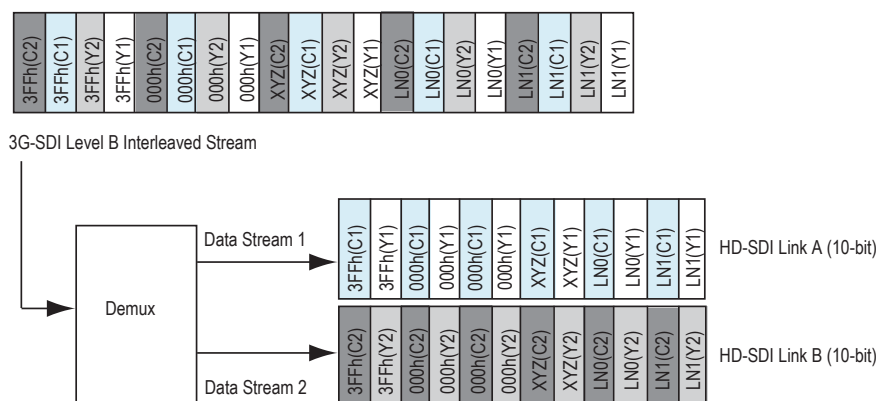 3FFh(C2) 3FFh(C1) 3FFh(Y2) 3FFh(Y1) 000h(C2) 000h(C1) 000h(Y2) 000h(Y1) XYZ(C2) XYZ(C1) XYZ(Y2) XYZ(Y1) LN0(C2) LN0(C1) LN0(Y2) LN0(Y1) LN1(C2) LN1(C1) LN1(Y2) LN1(Y1)
3G-SDI Level B Interleaved Stream
Demux
Data Stream 1
3FFh(C1) 3FFh(Y1) 000h(C1) 000h(Y1) 000h(C1) 000h(Y1) XYZ(C1) XYZ(Y1) LN0(C1) LN0(Y1) LN1(C1) LN1(Y1)
HD-SDI Link A (10-bit)
Data Stream 2
3FFh(C2) 3FFh(Y2) 000h(C2) 000h(Y2) 000h(C2) 000h(Y2) XYZ(C2) XYZ(Y2) LN0(C2) LN0(Y2) LN1(C2) LN1(Y2)
HD-SDI Link B (10-bit)